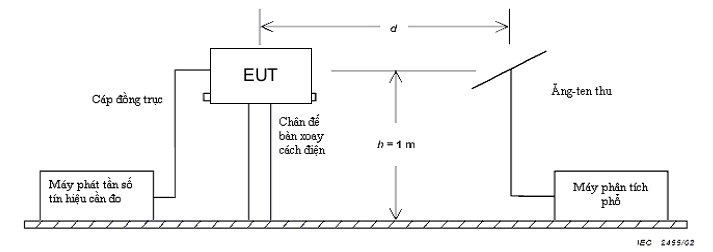 d
EUT
Ăng-ten thu
Cáp đồng trục
Chân đế
bàn xoay
cách điện
h = 1 m
Máy phát tần số
tín hiệu cần đo
Máy phân tích
phổ
IEC 2455/02